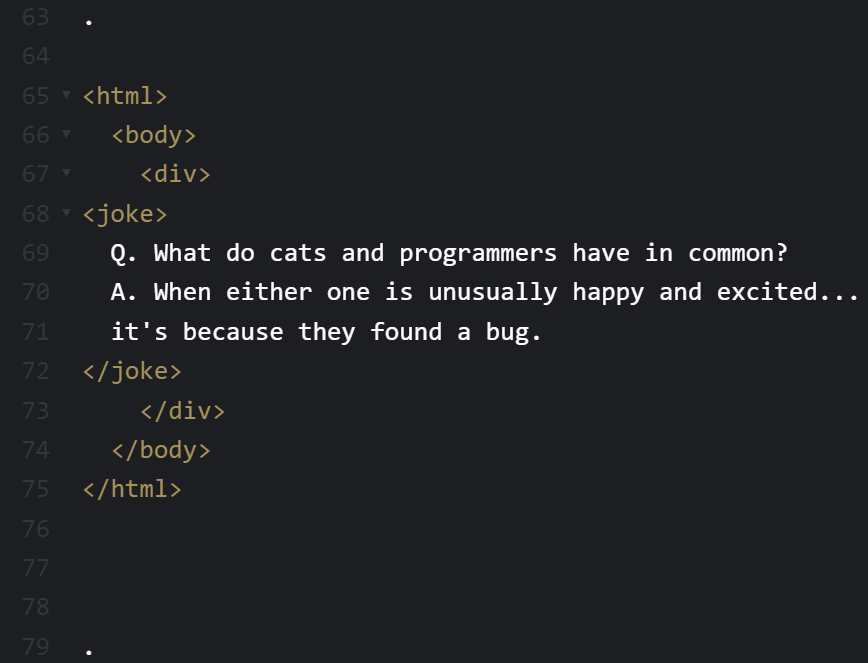 63 .
64
65 <html>
66 <body>
67 <div>
68 <joke>
69 Q. What do cats and programmers have in common?
70 A. When either one is unusually happy and excited...
71 it's because they found a bug.
72 </joke>
73 </div>
74 </body>
75 </html>
76
77
78
79 .